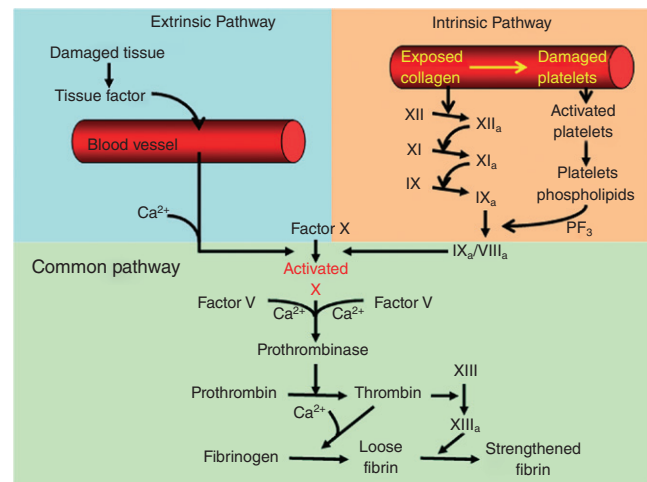 Extrinsic Pathway
Damaged tissue
Tissue factor
Blood vessel
Ca²⁺
Intrinsic Pathway
Exposed
collagen
Damaged
platelets
XII
XIIₐ
XI
XIₐ
IX
IXₐ
Activated
platelets
Platelets
phospholipids
PF₃
IXₐ/VIIIₐ
Factor X
Common pathway
Activated
X
Factor V
Ca²⁺
Ca²⁺
Factor V
Prothrombinase
Prothrombin
Thrombin
XIII
Ca²⁺
XIIIₐ
Fibrinogen
Loose
fibrin
Strengthened
fibrin